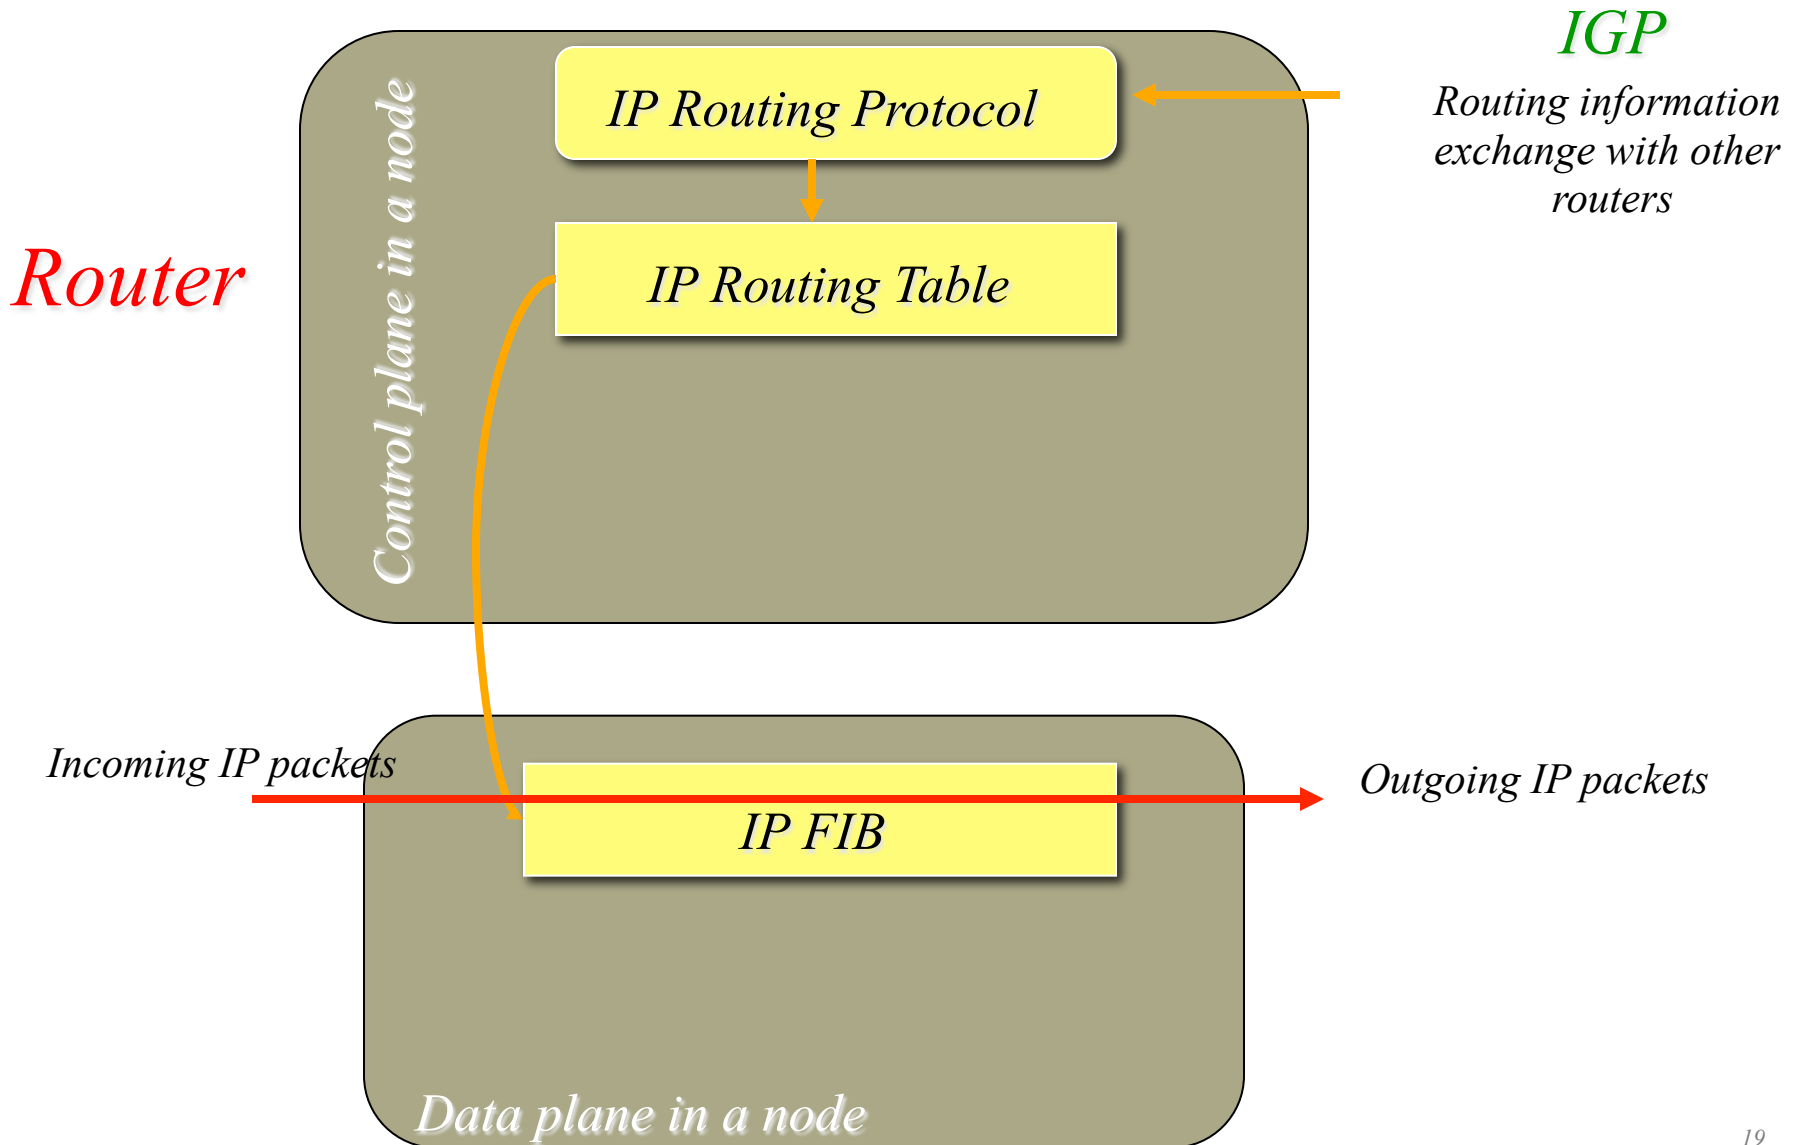 IGP
Routing information
exchange with other
routers
IP Routing Protocol
Control plane in a node
Router
IP Routing Table
Incoming IP packets
Outgoing IP packets
IP FIB
Data plane in a node
19